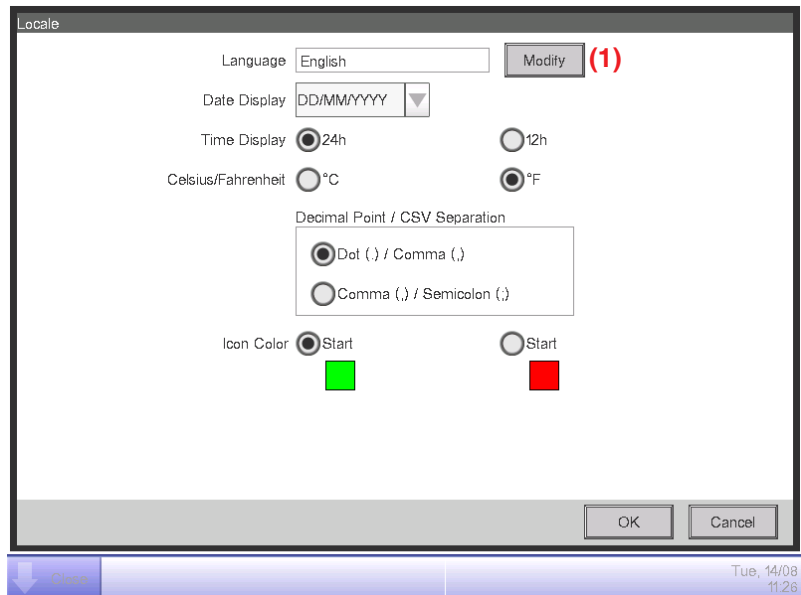 Locale
Language English Modify (1)
Date Display DD/MM/YYYY
Time Display 24h 12h
Celsius/Fahrenheit °C °F
Decimal Point / CSV Separation
Dot (.) / Comma (,)
Comma (,) / Semicolon (;)
Icon Color Start Start
OK Cancel
Close Tue, 14/08
11:26